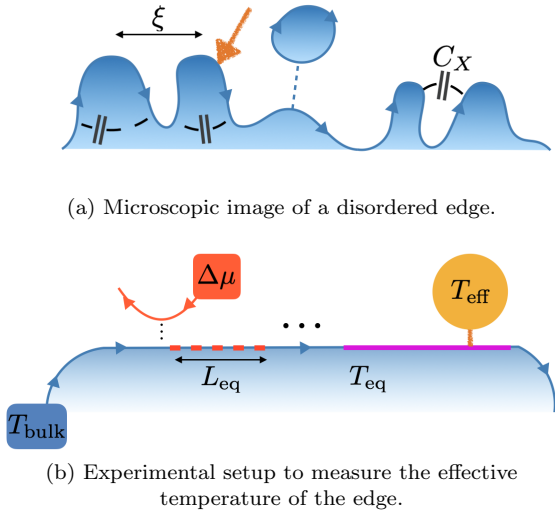 ξ
C_X
(a) Microscopic image of a disordered edge.
Δμ
T_eff
...
L_eq
T_eq
T_bulk
(b) Experimental setup to measure the effective
temperature of the edge.